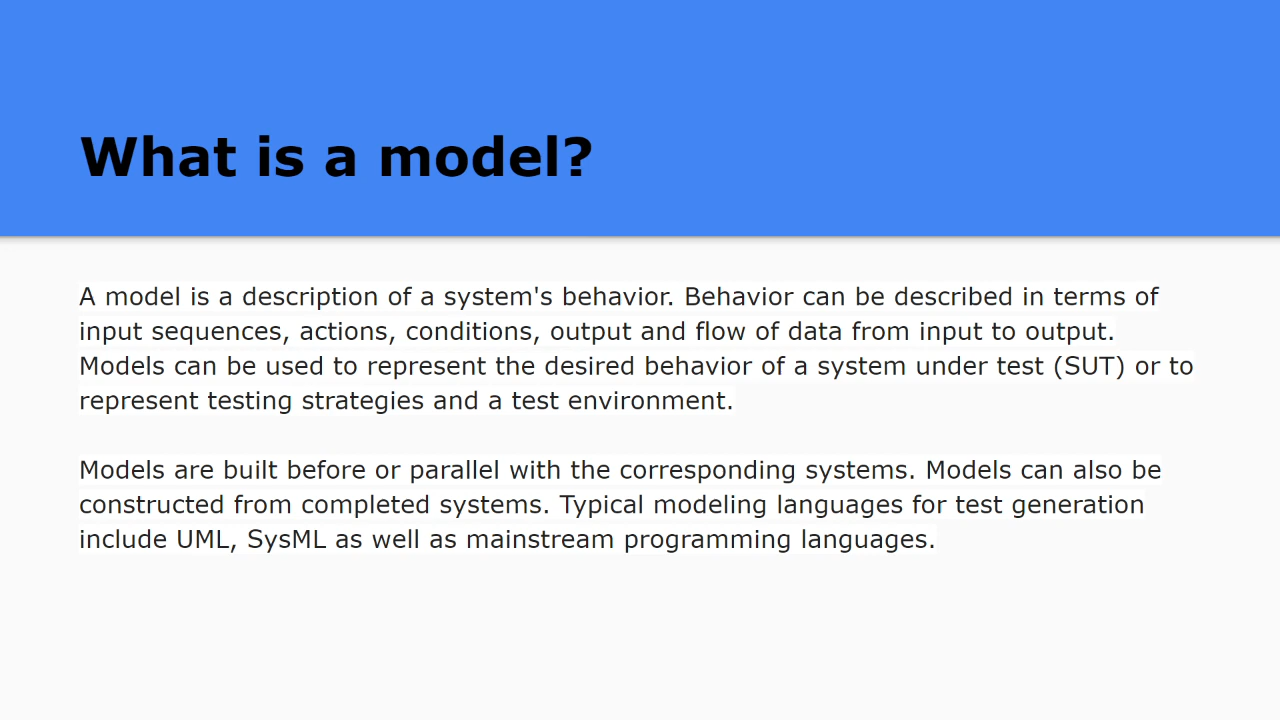 What is a model?
A model is a description of a system's behavior. Behavior can be described in terms of
input sequences, actions, conditions, output and flow of data from input to output.
Models can be used to represent the desired behavior of a system under test (SUT) or to
represent testing strategies and a test environment.
Models are built before or parallel with the corresponding systems. Models can also be
constructed from completed systems. Typical modeling languages for test generation
include UML, SysML as well as mainstream programming languages.